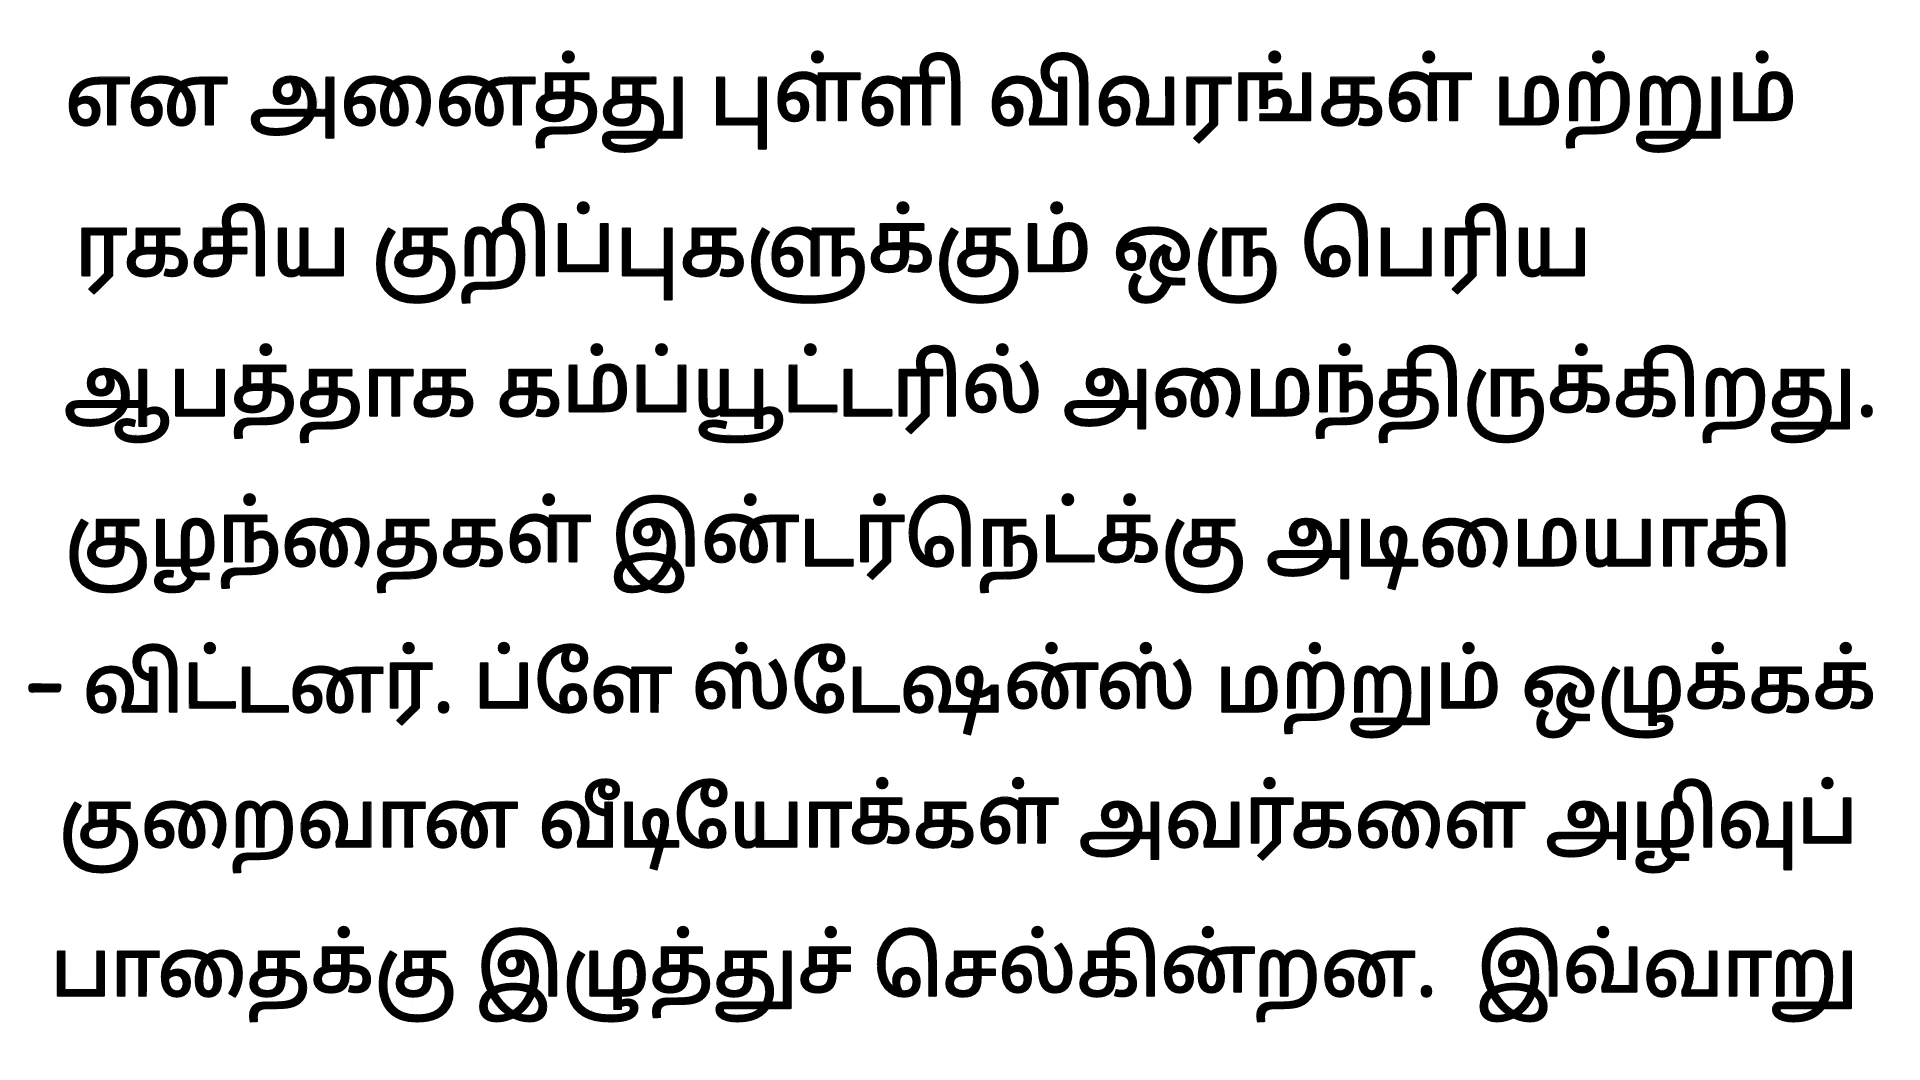 என அனைத்து புள்ளி விவரங்கள் மற்றும்
ரகசிய குறிப்புகளுக்கும் ஒரு பெரிய
ஆபத்தாக கம்ப்யூட்டரில் அமைந்திருக்கிறது.
குழந்தைகள் இன்டர்நெட்க்கு அடிமையாகி
- விட்டனர். ப்ளே ஸ்டேஷன்ஸ் மற்றும் ஒழுக்கக்
குறைவான வீடியோக்கள் அவர்களை அழிவுப்
பாதைக்கு இழுத்துச் செல்கின்றன. இவ்வாறு